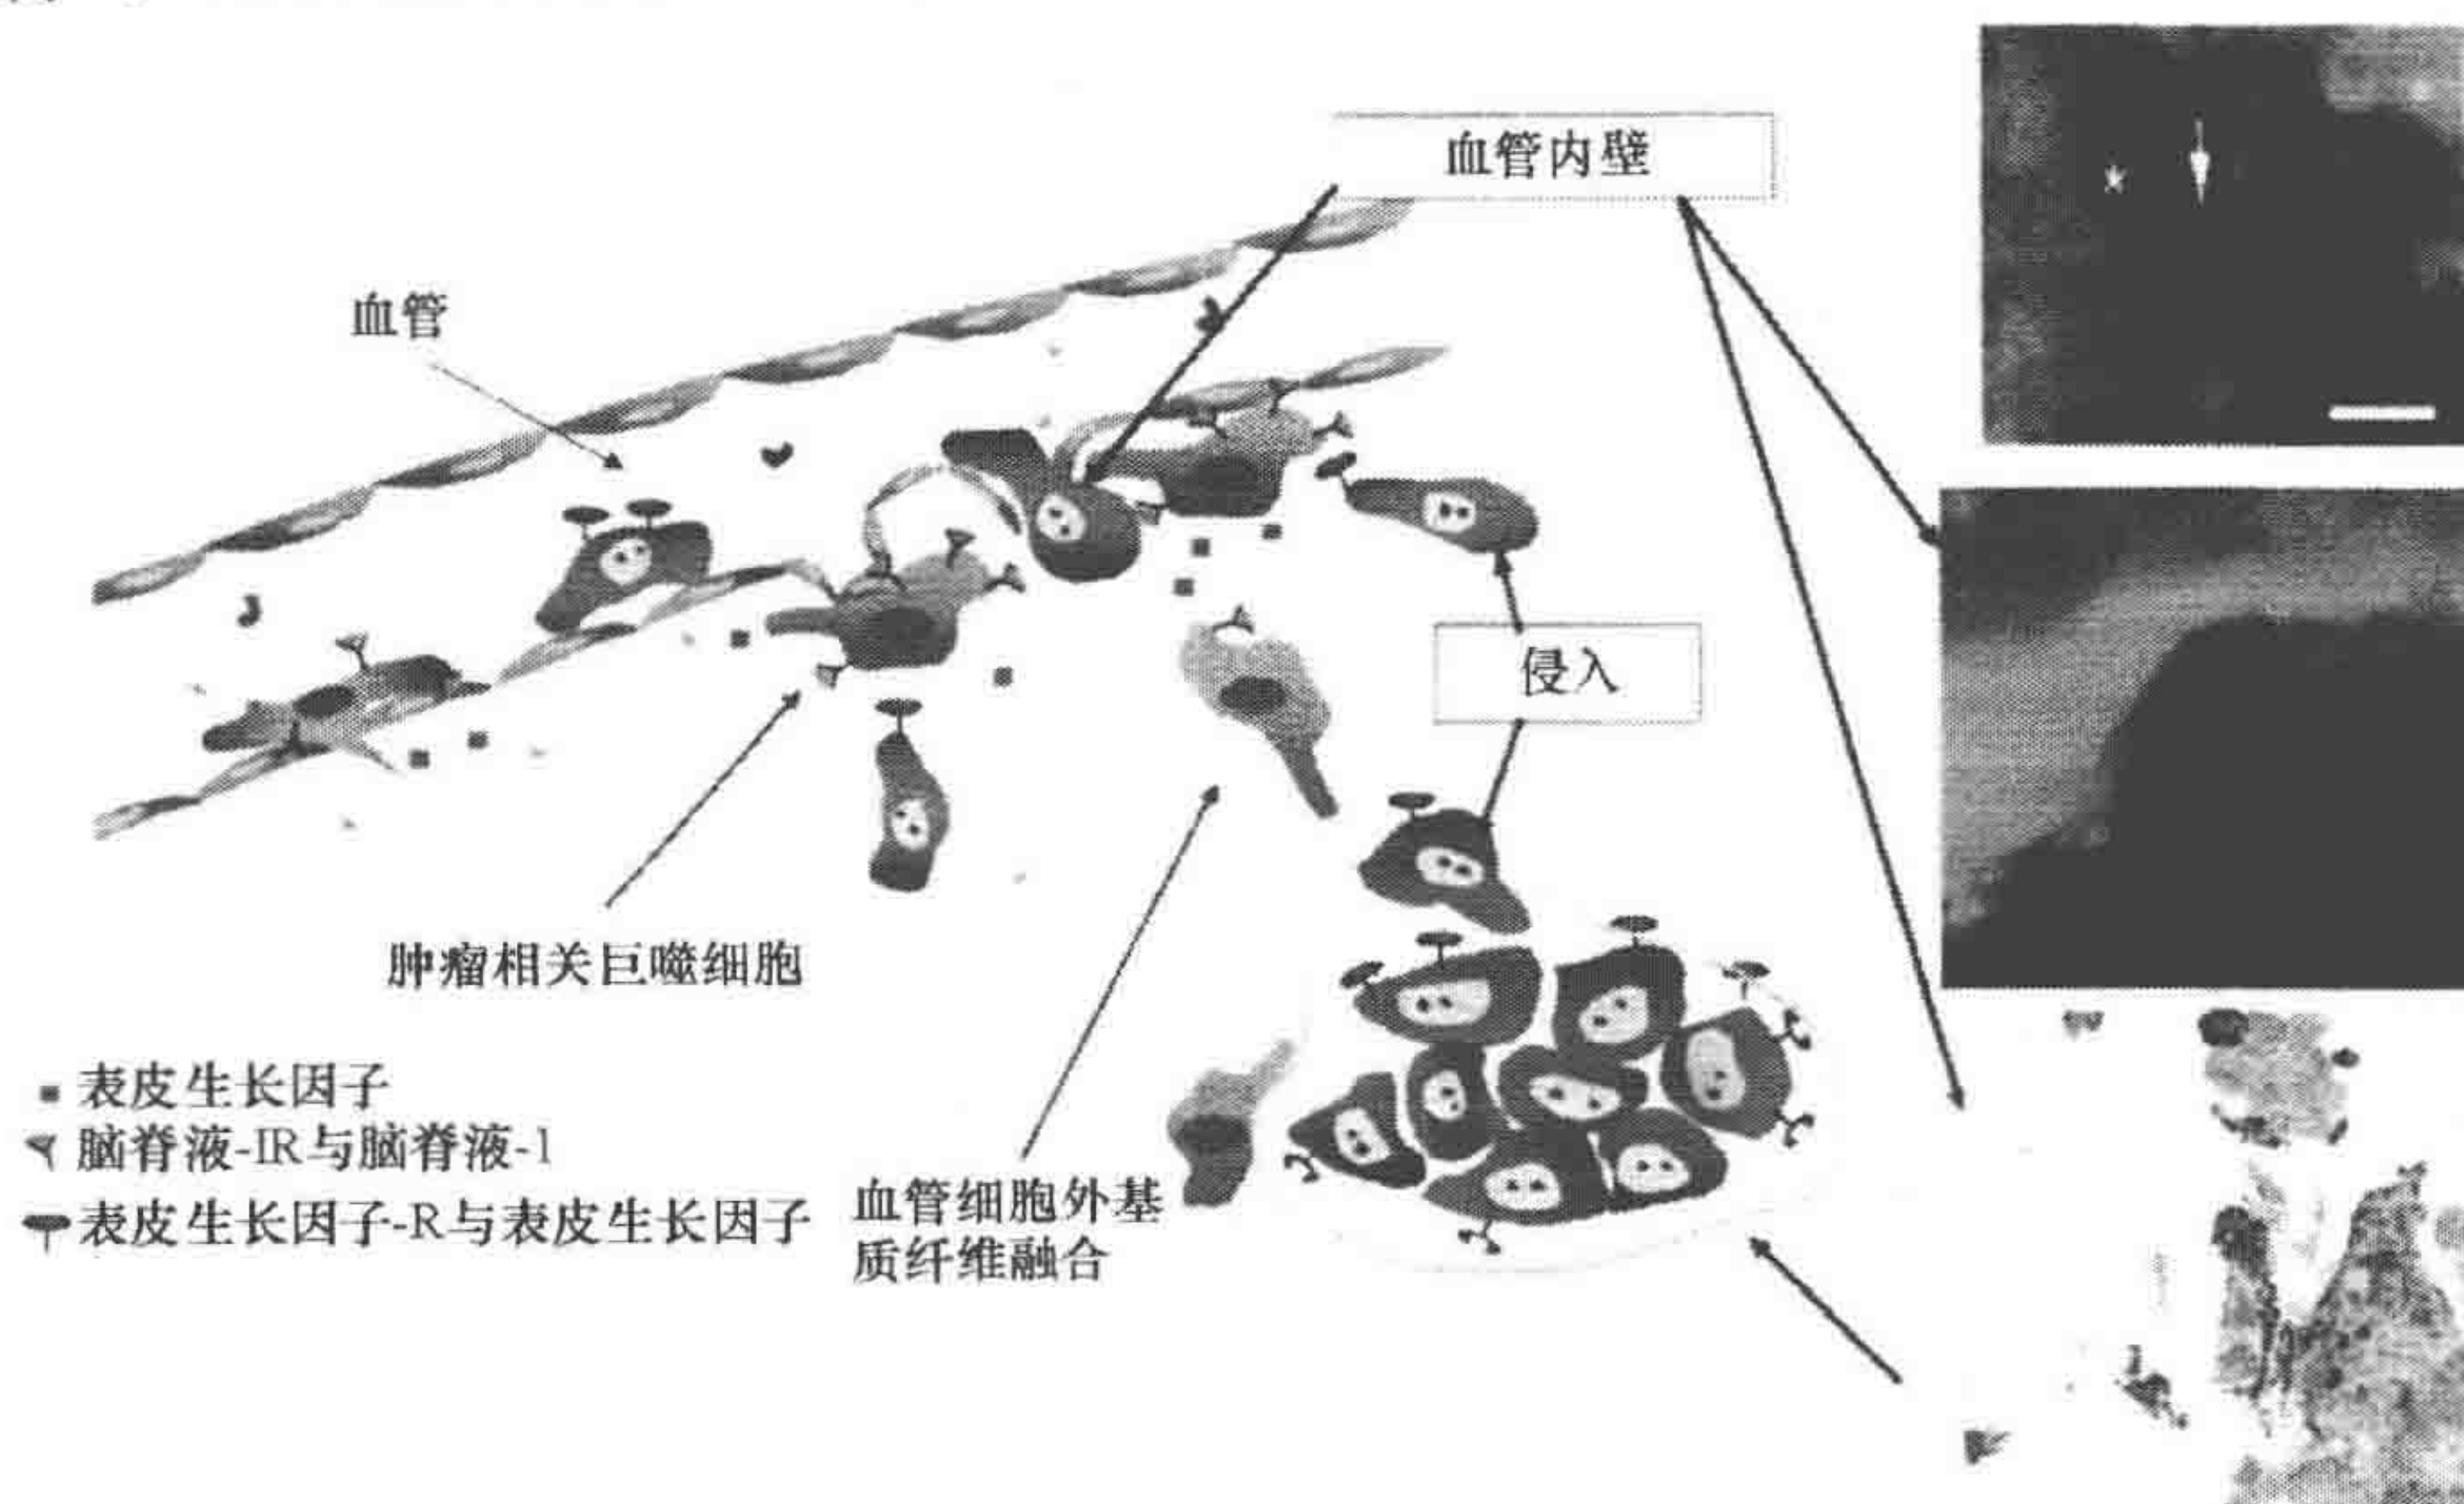 血管内壁
血管
侵入
肿瘤相关巨噬细胞
表皮生长因子
脑脊液-IR与脑脊液-1
表皮生长因子-R与表皮生长因子
血管细胞外基
质纤维融合